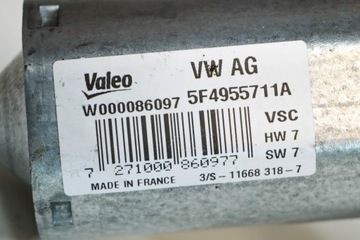 Valeo VW AG
W000086097 5F4955711A
VSC
HW 7
SW 7
7 271000 860977
MADE IN FRANCE 3/S - 11668 318 - 7